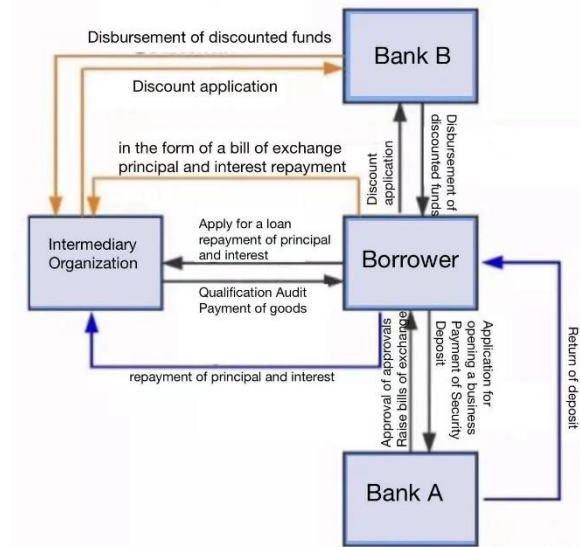 Disbursement of discounted funds
Bank B
Discount application
in the form of a bill of exchange
principal and interest repayment
Discount
application
Disbursement of
discounted funds
Intermediary
Organization
Apply for a loan
repayment of principal
and interest
Borrower
Qualification Audit
Payment of goods
repayment of principal and interest
Approval of approvals
Raise bills of exchange
Application for
opening a business
Payment of Security
Deposit
Return of deposit
Bank A